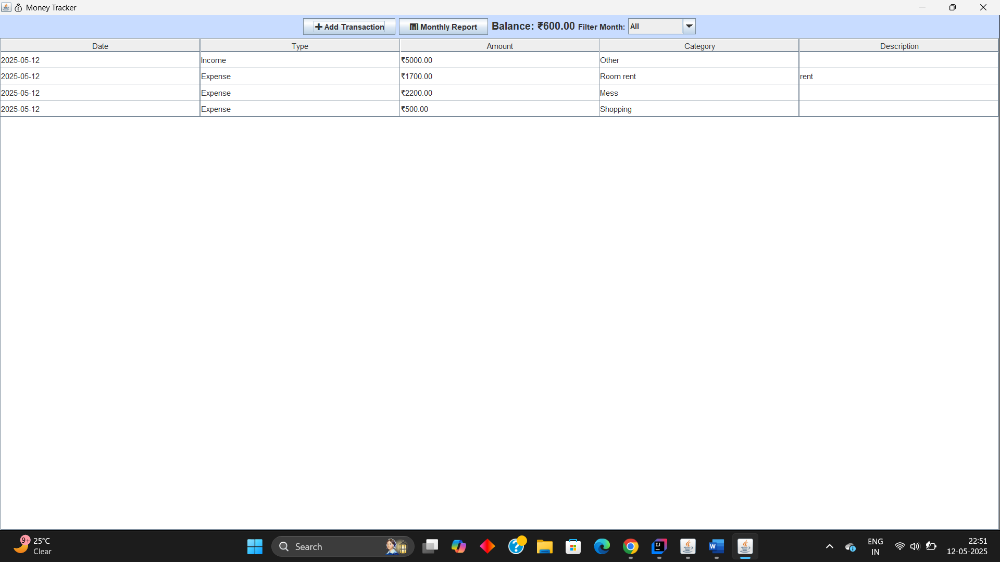 Money Tracker
Add Transaction Monthly Report Balance: ₹600.00 Filter Month: All
Date Type Amount Category Description
2025-05-12 Income ₹5000.00 Other
2025-05-12 Expense ₹1700.00 Room rent rent
2025-05-12 Expense ₹2200.00 Mess
2025-05-12 Expense ₹500.00 Shopping
9+ 25°C
Clear
Search
ENG
IN
22:51
12-05-2025